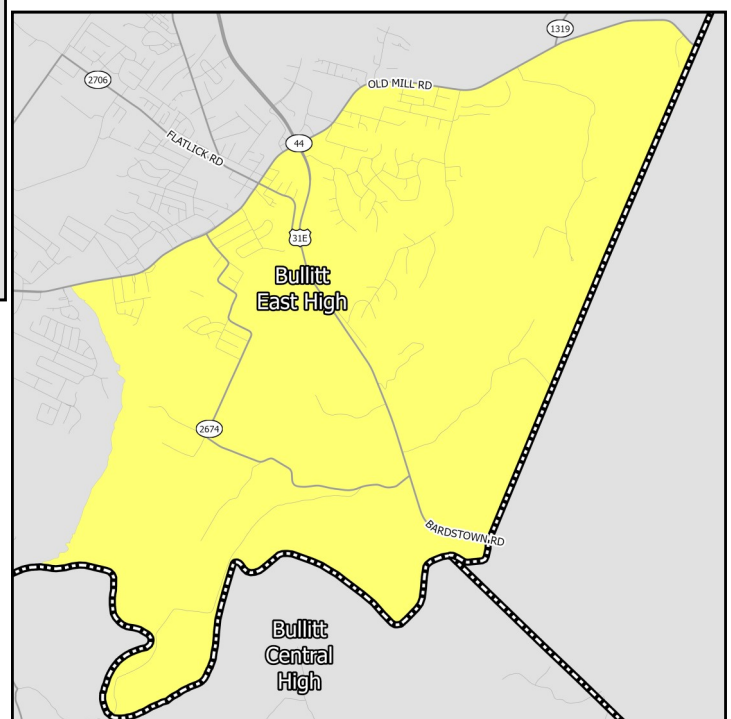 1319
2706
OLD MILL RD
FLATLICK RD
44
31E
Bullitt
East High
2674
BARDSTOWN RD
Bullitt
Central
High